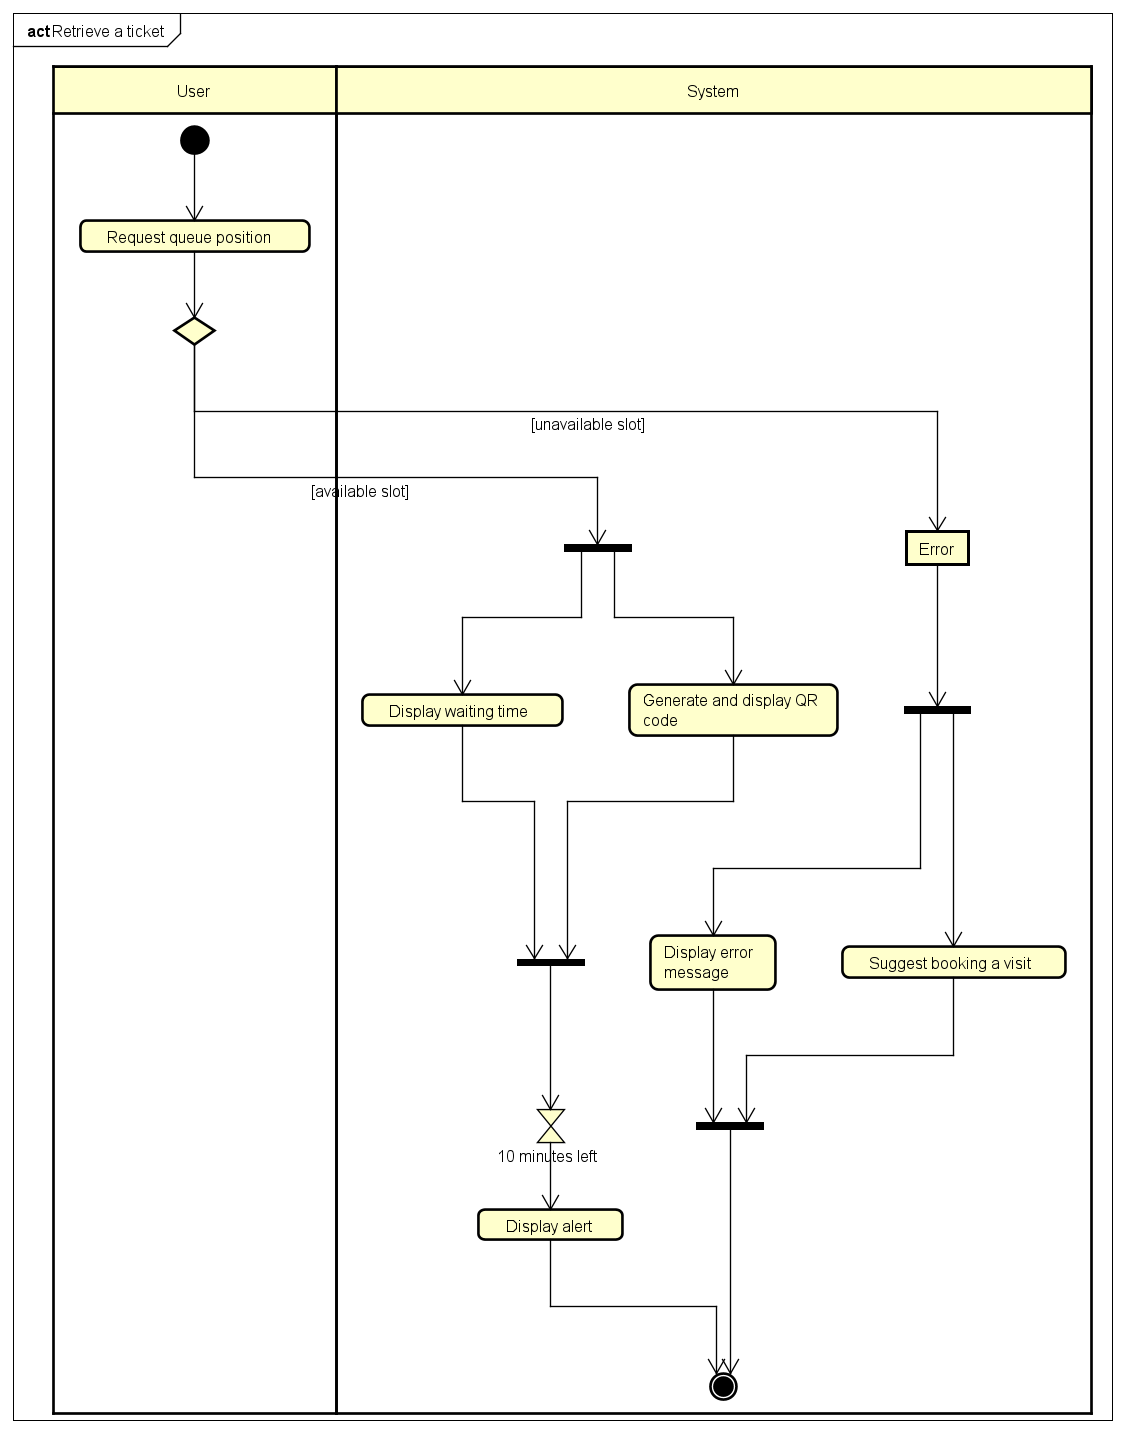 act Retrieve a ticket
User
System
Request queue position
[unavailable slot]
[available slot]
Error
Display waiting time
Generate and display QR
code
Display error
message
Suggest booking a visit
10 minutes left
Display alert